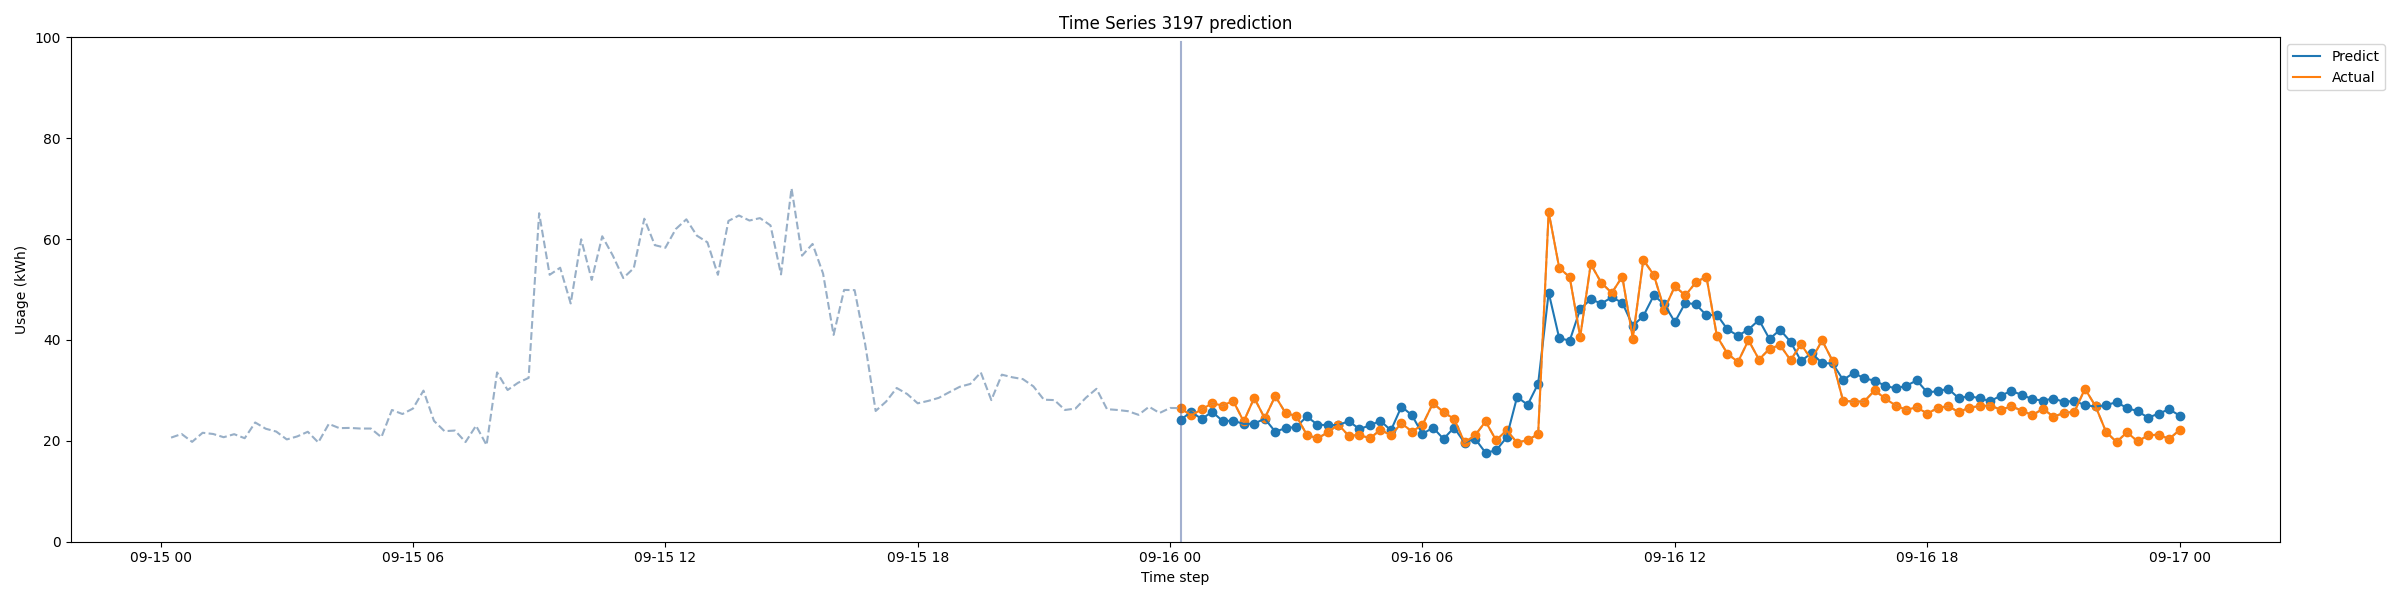 Time Series 3197 prediction
100
80
60
40
20
0
Usage (kWh)
09-15 00 09-15 06 09-15 12 09-15 18 09-16 00 09-16 06 09-16 12 09-16 18 09-17 00
Time step
Predict
Actual